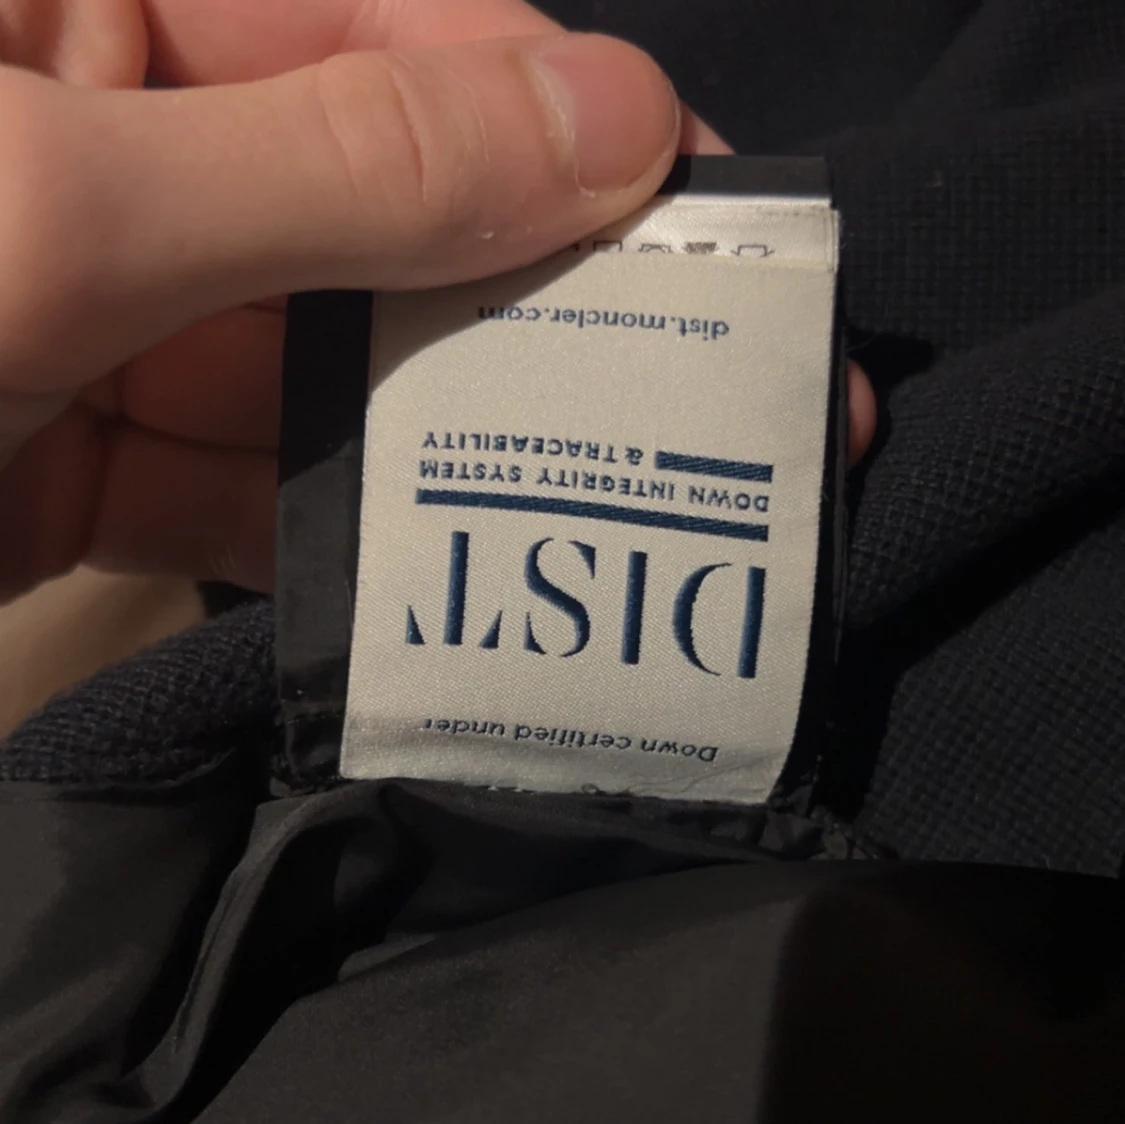 Down certified under
DIST
DOWN INTEGRITY SYSTEM
& TRACEABILITY
dist.moncler.com